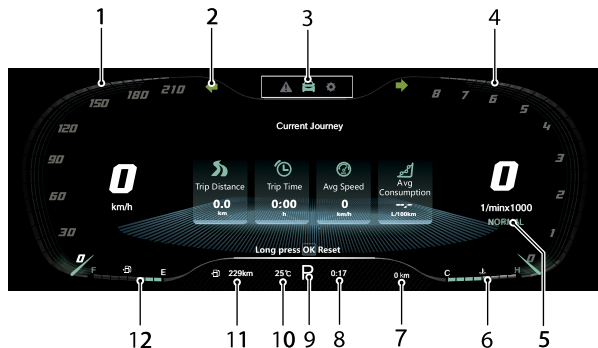 1 2 3 4
150 180 210
8 7 6 5 4 3 2 1 0
120
90
60
30
0
Current Journey
0
km/h
Trip Distance
0.0
km
Trip Time
0:00
h
Avg Speed
0
km/h
Avg
Consumption
--.-
L/100km
0
1/minx1000
NORMAL
Long press OK Reset
F E
229km
25℃
P
0:17
0 km
C H
12 11 10 9 8 7 6 5